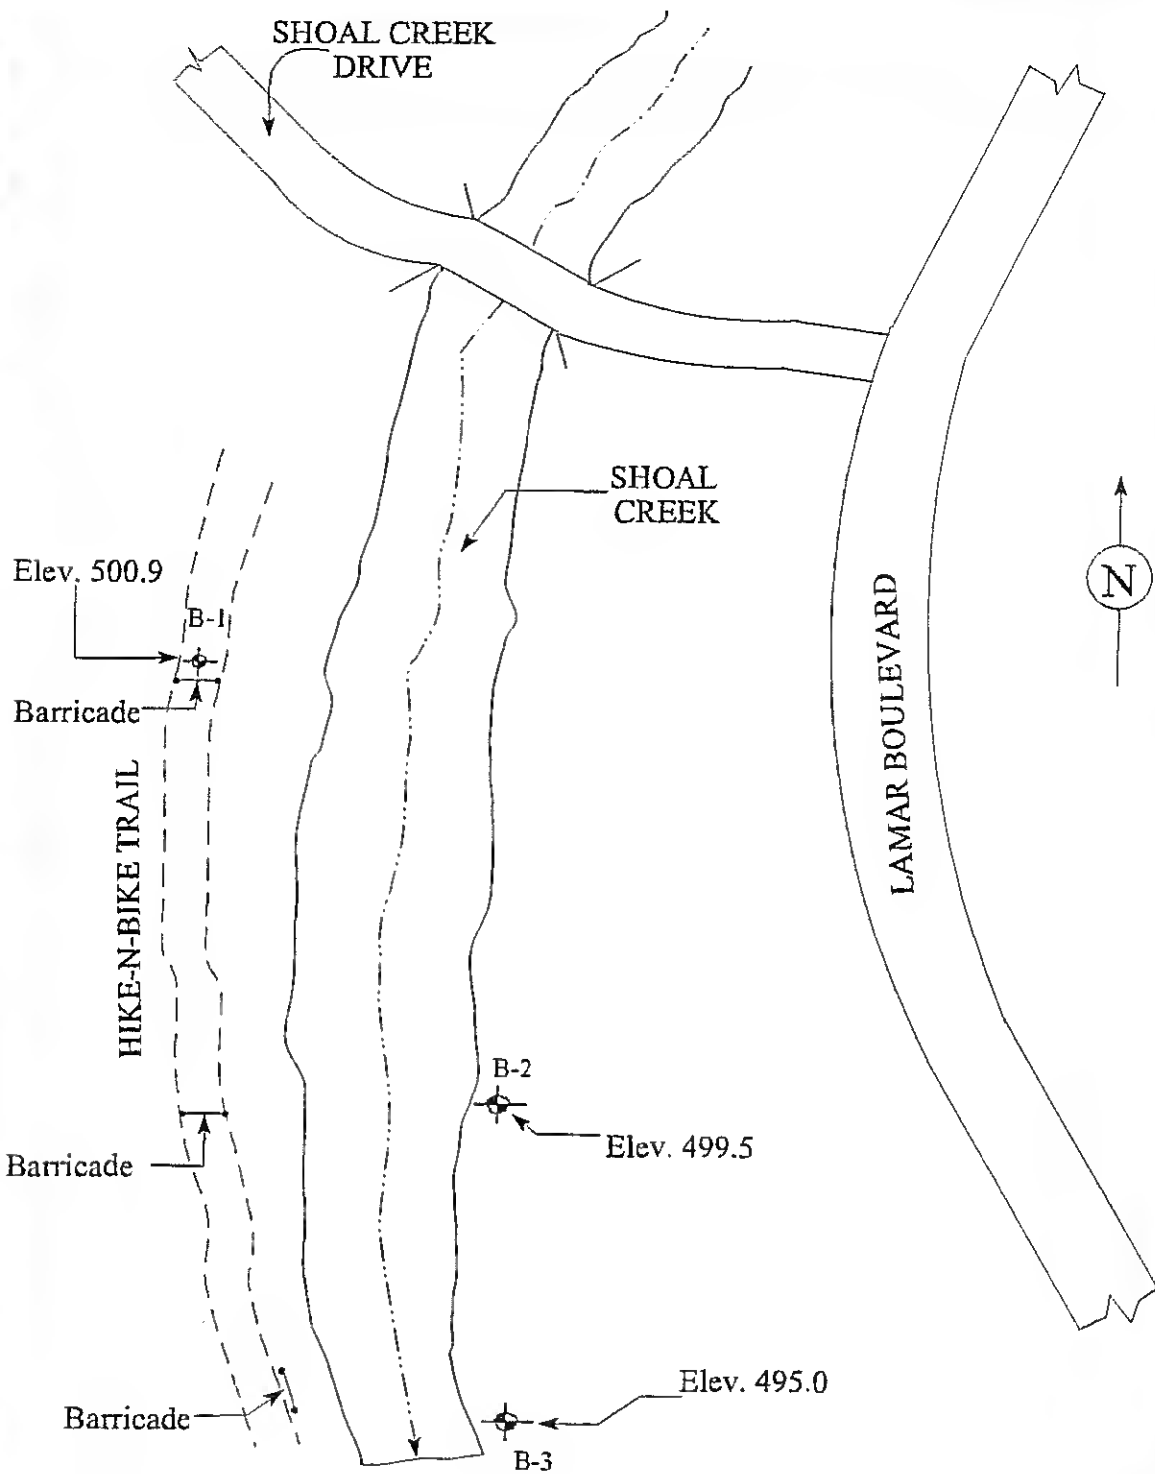 SHOAL CREEK
DRIVE
SHOAL
CREEK
Elev. 500.9
B-1
N
Barricade
LAMAR BOULEVARD
HIKE-N-BIKE TRAIL
B-2
Elev. 499.5
Barricade
Elev. 495.0
Barricade
B-3